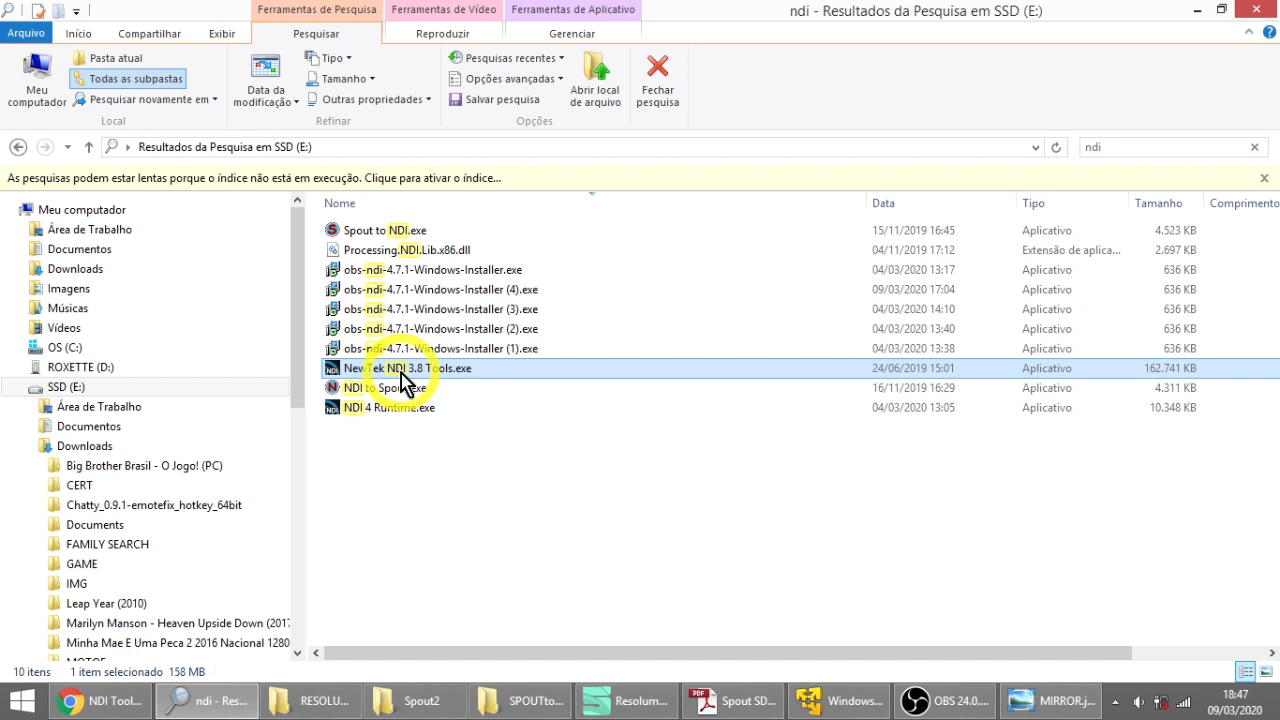 Ferramentas de Pesquisa Ferramentas de Vídeo Ferramentas de Aplicativo ndi - Resultados da Pesquisa em SSD (E:)
Arquivo Início Compartilhar Exibir Pesquisar Reproduzir Gerenciar
Meu computador
Pasta atual
Todas as subpastas
Pesquisar novamente em
Local
Data da modificação
Tipo
Tamanho
Outras propriedades
Refinar
Pesquisas recentes
Opções avançadas
Salvar pesquisa
Opções
Abrir local de arquivo
Fechar pesquisa
Resultados da Pesquisa em SSD (E:) ndi
As pesquisas podem estar lentas porque o índice não está em execução. Clique para ativar o índice...
Meu computador
Área de Trabalho
Documentos
Downloads
Imagens
Músicas
Vídeos
OS (C:)
ROXETTE (D:)
SSD (E:)
Área de Trabalho
Documentos
Downloads
Big Brother Brasil - O Jogo! (PC)
CERT
Chatty_0.9.1-emotefix_hotkey_64bit
Documents
FAMILY SEARCH
GAME
IMG
Leap Year (2010)
Marilyn Manson - Heaven Upside Down (2017
Minha Mae E Uma Peca 2 2016 Nacional 1280
Nome Data Tipo Tamanho Comprimento
Spout to NDI.exe 15/11/2019 16:45 Aplicativo 4.523 KB
Processing.NDI.Lib.x86.dll 04/11/2019 17:12 Extensão de aplica... 2.697 KB
obs-ndi-4.7.1-Windows-Installer.exe 04/03/2020 13:17 Aplicativo 636 KB
obs-ndi-4.7.1-Windows-Installer (4).exe 09/03/2020 17:04 Aplicativo 636 KB
obs-ndi-4.7.1-Windows-Installer (3).exe 04/03/2020 14:10 Aplicativo 636 KB
obs-ndi-4.7.1-Windows-Installer (2).exe 04/03/2020 13:40 Aplicativo 636 KB
obs-ndi-4.7.1-Windows-Installer (1).exe 04/03/2020 13:38 Aplicativo 636 KB
NewTek NDI 3.8 Tools.exe 24/06/2019 15:01 Aplicativo 162.741 KB
NDI to Spout.exe 16/11/2019 16:29 Aplicativo 4.311 KB
NDI 4 Runtime.exe 04/03/2020 13:05 Aplicativo 10.348 KB
10 itens 1 item selecionado 158 MB
NDI Tool... ndi - Res... RESOLU... Spout2 SPOUTto... Resolum... Spout SD... Windows... OBS 24.0.... MIRROR.j... 18:47
09/03/2020